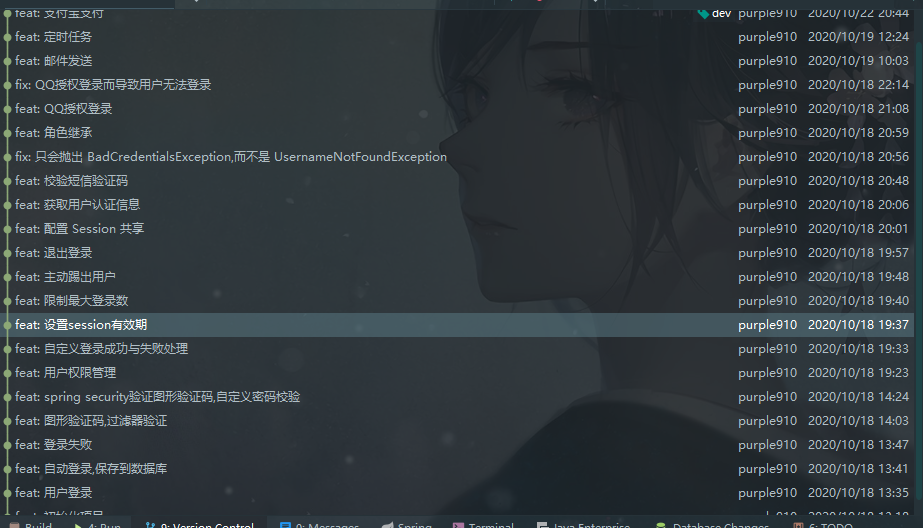 feat: 支付宝支付 dev purple910 2020/10/22 20:44
feat: 定时任务 purple910 2020/10/19 12:24
feat: 邮件发送 purple910 2020/10/19 10:03
fix: QQ授权登录而导致用户无法登录 purple910 2020/10/18 22:14
feat: QQ授权登录 purple910 2020/10/18 21:08
feat: 角色继承 purple910 2020/10/18 20:59
fix: 只会抛出 BadCredentialsException,而不是 UsernameNotFoundException purple910 2020/10/18 20:56
feat: 校验短信验证码 purple910 2020/10/18 20:48
feat: 获取用户认证信息 purple910 2020/10/18 20:06
feat: 配置 Session 共享 purple910 2020/10/18 20:01
feat: 退出登录 purple910 2020/10/18 19:57
feat: 主动踢出用户 purple910 2020/10/18 19:48
feat: 限制最大登录数 purple910 2020/10/18 19:40
feat: 设置session有效期 purple910 2020/10/18 19:37
feat: 自定义登录成功与失败处理 purple910 2020/10/18 19:33
feat: 用户权限管理 purple910 2020/10/18 19:23
feat: spring security验证图形验证码,自定义密码校验 purple910 2020/10/18 14:24
feat: 图形验证码,过滤器验证 purple910 2020/10/18 14:03
feat: 登录失败 purple910 2020/10/18 13:47
feat: 自动登录,保存到数据库 purple910 2020/10/18 13:41
feat: 用户登录 purple910 2020/10/18 13:35
feat: 初始化项目
Build 4: Run 9: Version Control 0: Messages Spring Terminal Java Enterprise Database Changes 6: TODO